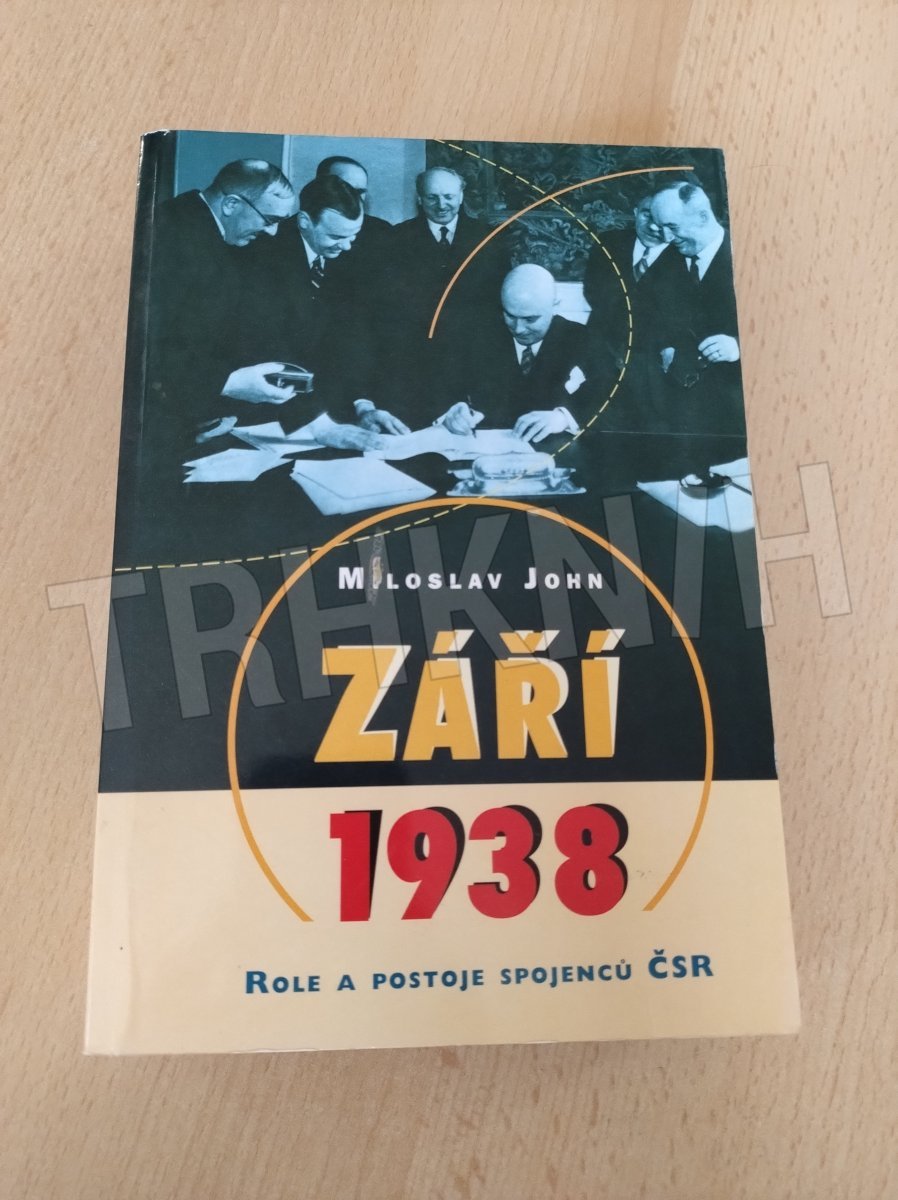 MILOSLAV JOHN
ZÁŘÍ
1938
ROLE A POSTOJE SPOJENCŮ ČSR
TRHKNIH